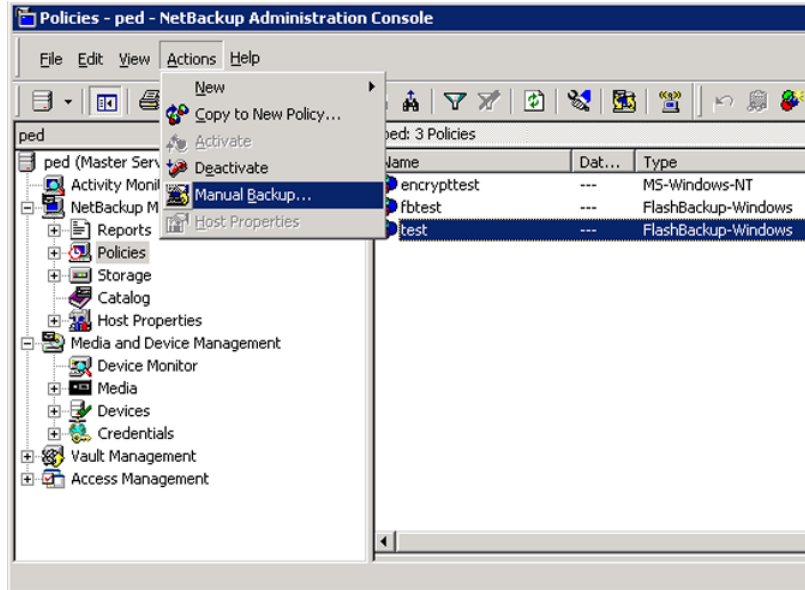 Policies - ped - NetBackup Administration Console
File Edit View Actions Help
New
Copy to New Policy...
Activate
Deactivate
Manual Backup...
Host Properties
ped
ped: 3 Policies
ped (Master Serv
Activity Monit
NetBackup M
Reports
Policies
Storage
Catalog
Host Properties
Media and Device Management
Device Monitor
Media
Devices
Credentials
Vault Management
Access Management
Name Dat... Type
encrypttest --- MS-Windows-NT
fbtest --- FlashBackup-Windows
test --- FlashBackup-Windows